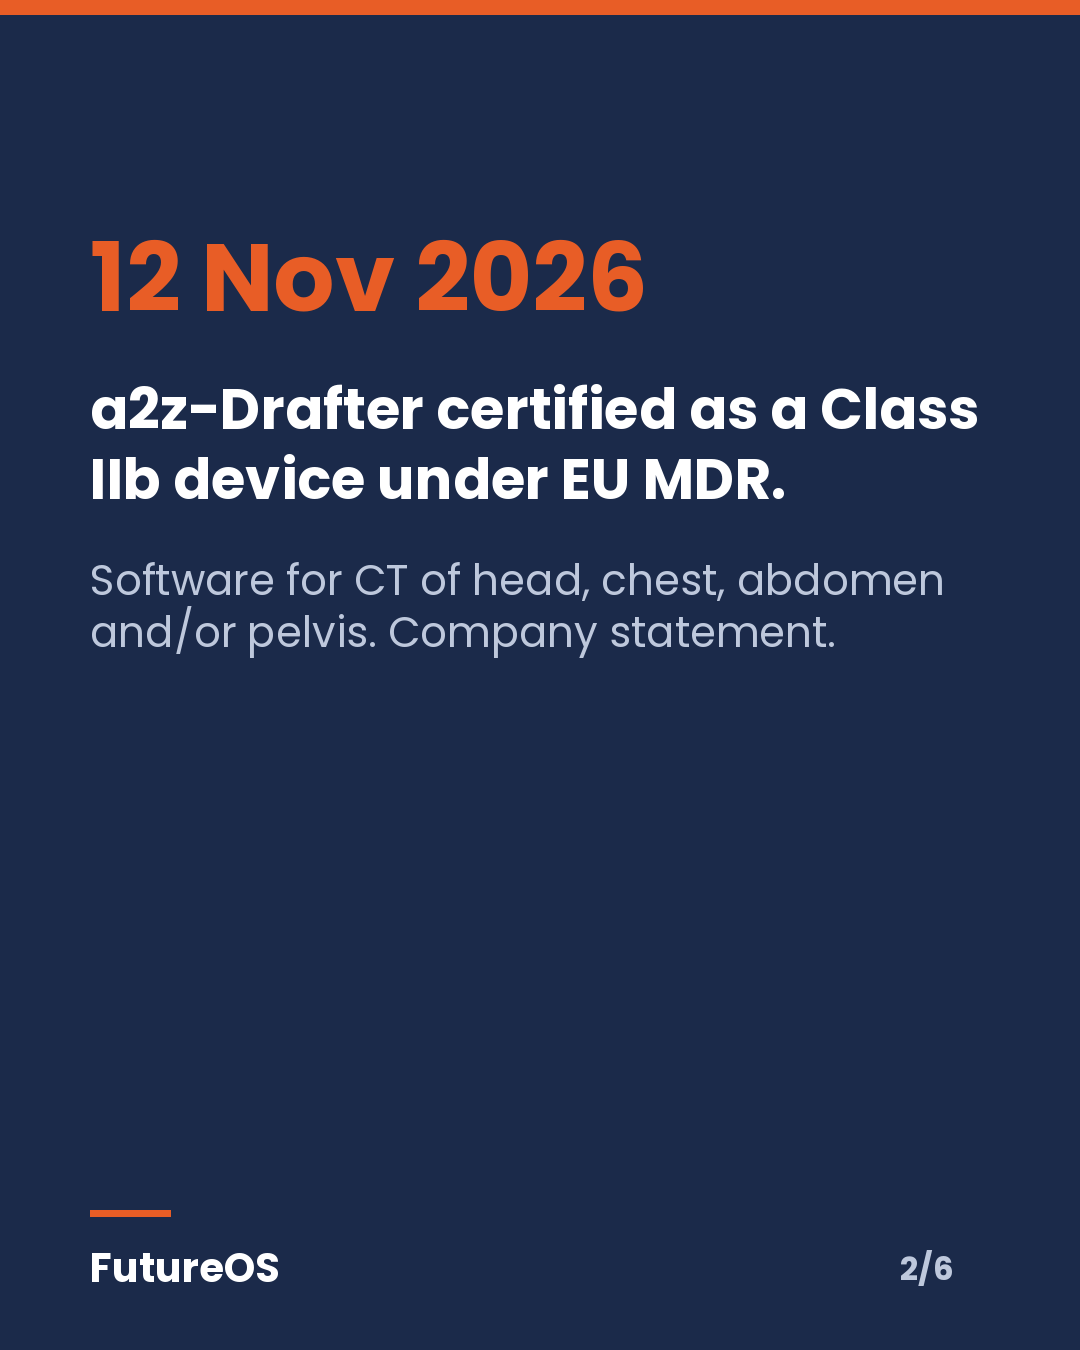 12 Nov 2026
a2z-Drafter certified as a Class
IIb device under EU MDR.
Software for CT of head, chest, abdomen
and/or pelvis. Company statement.
FutureOS
2/6